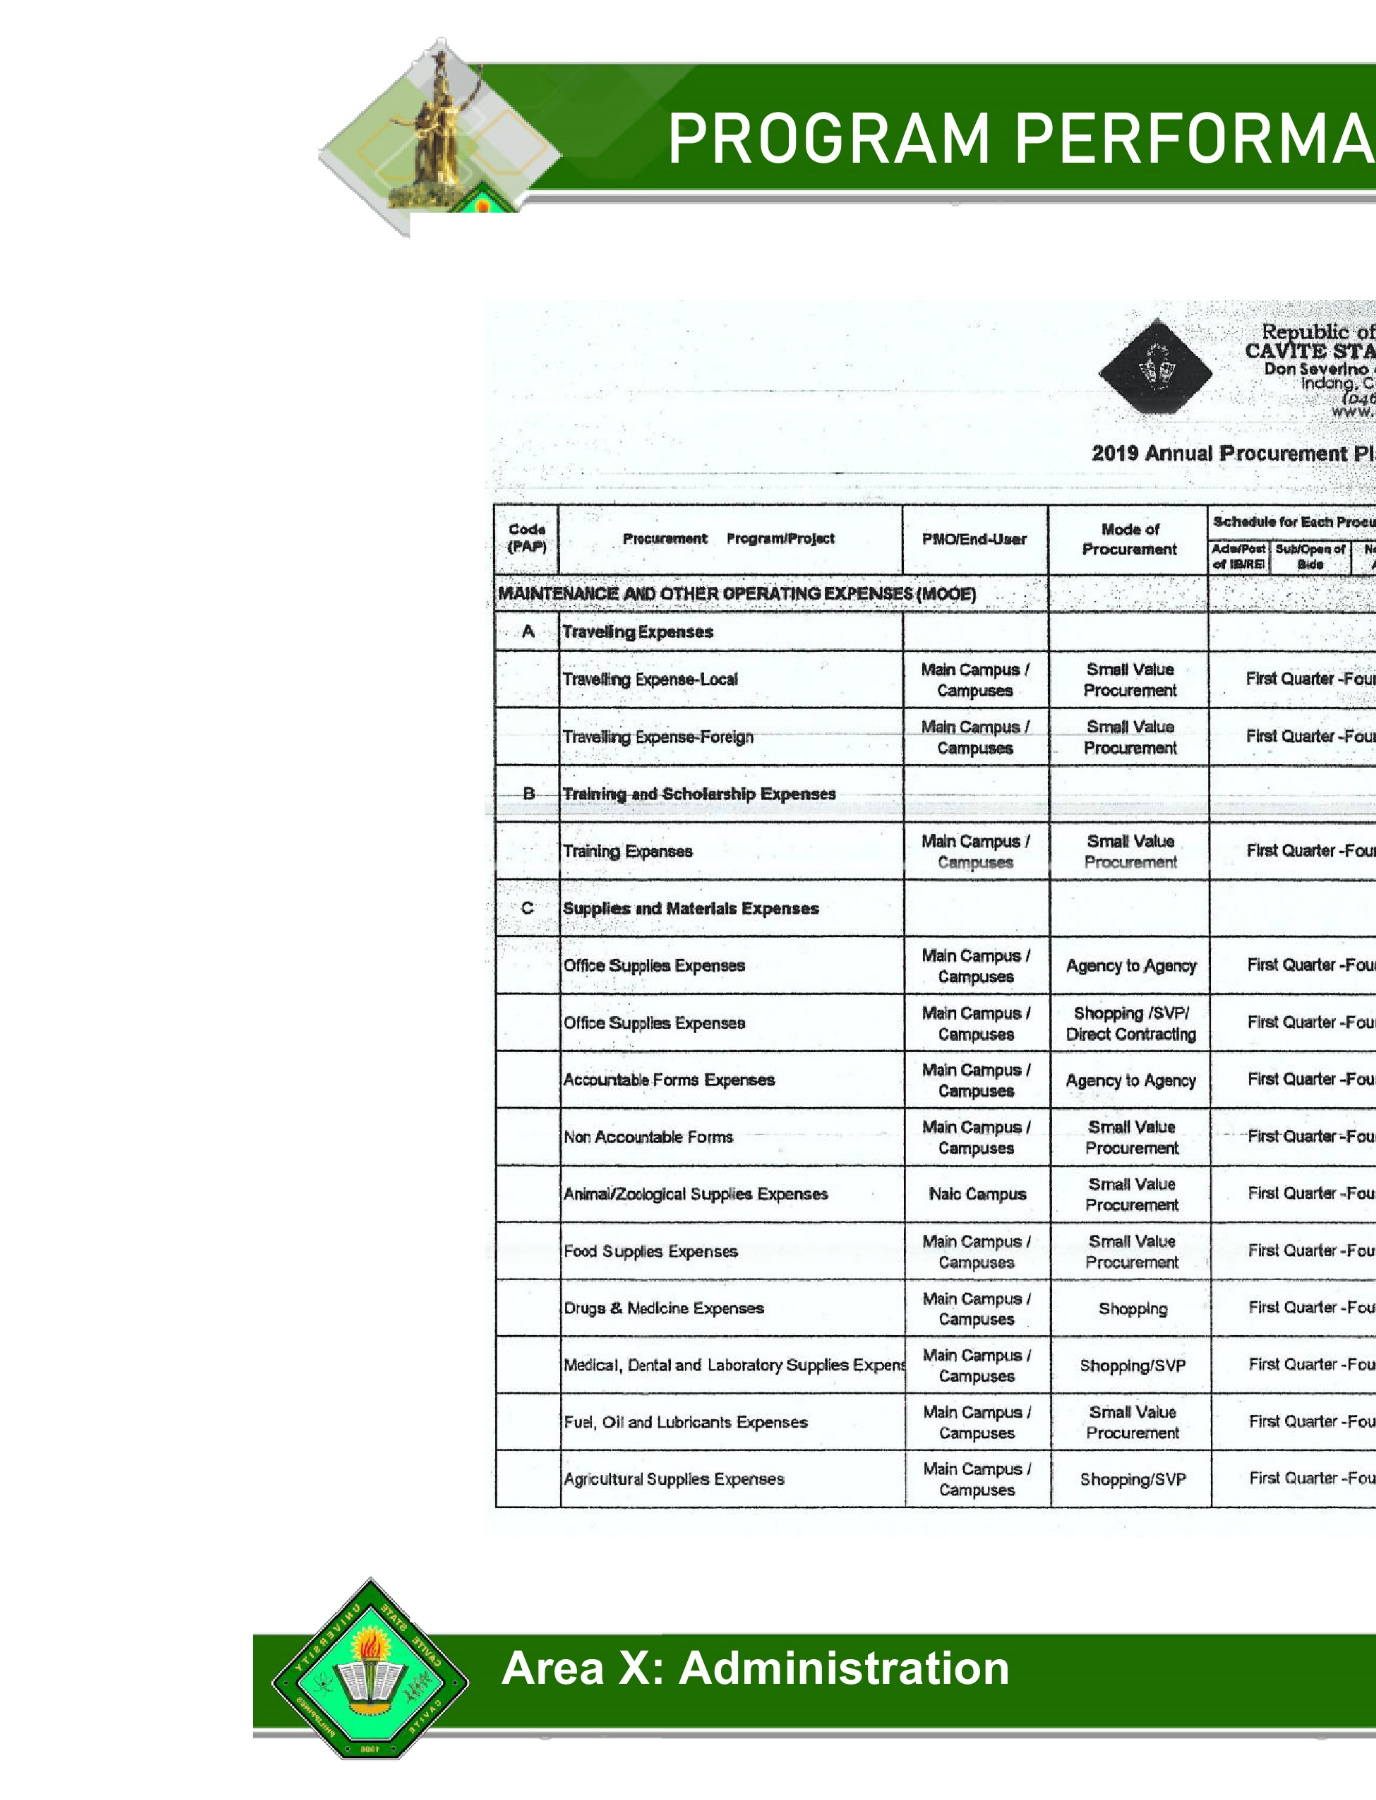 PROGRAM PERFORMA
Republic of
CAVITE STA
Don Severino
Indang, C
(046
www.
2019 Annual Procurement Pl
Code (PAP) Procurement Program/Project PMO/End-User Mode of Procurement Schedule for Each Procu
Ads/Post of IB/REI Sub/Open of Bids
MAINTENANCE AND OTHER OPERATING EXPENSES (MOOE)
A Travelling Expenses
Travelling Expense-Local Main Campus / Campuses Small Value Procurement First Quarter -Four
Travelling Expense-Foreign Main Campus / Campuses Small Value Procurement First Quarter -Four
B Training and Scholarship Expenses
Training Expenses Main Campus / Campuses Small Value Procurement First Quarter -Four
C Supplies and Materials Expenses
Office Supplies Expenses Main Campus / Campuses Agency to Agency First Quarter -Four
Office Supplies Expenses Main Campus / Campuses Shopping /SVP/ Direct Contracting First Quarter -Four
Accountable Forms Expenses Main Campus / Campuses Agency to Agency First Quarter -Fou
Non Accountable Forms Main Campus / Campuses Small Value Procurement First Quarter -Fou
Animal/Zoological Supplies Expenses Naic Campus Small Value Procurement First Quarter -Fou
Food Supplies Expenses Main Campus / Campuses Small Value Procurement First Quarter -Fou
Drugs & Medicine Expenses Main Campus / Campuses Shopping First Quarter -Fou
Medical, Dental and Laboratory Supplies Expens Main Campus / Campuses Shopping/SVP First Quarter -Fou
Fuel, Oil and Lubricants Expenses Main Campus / Campuses Small Value Procurement First Quarter -Fou
Agricultural Supplies Expenses Main Campus / Campuses Shopping/SVP First Quarter -Fou
CAVITE STATE UNIVERSITY
CAVITE PHILIPPINES
1906
Area X: Administration